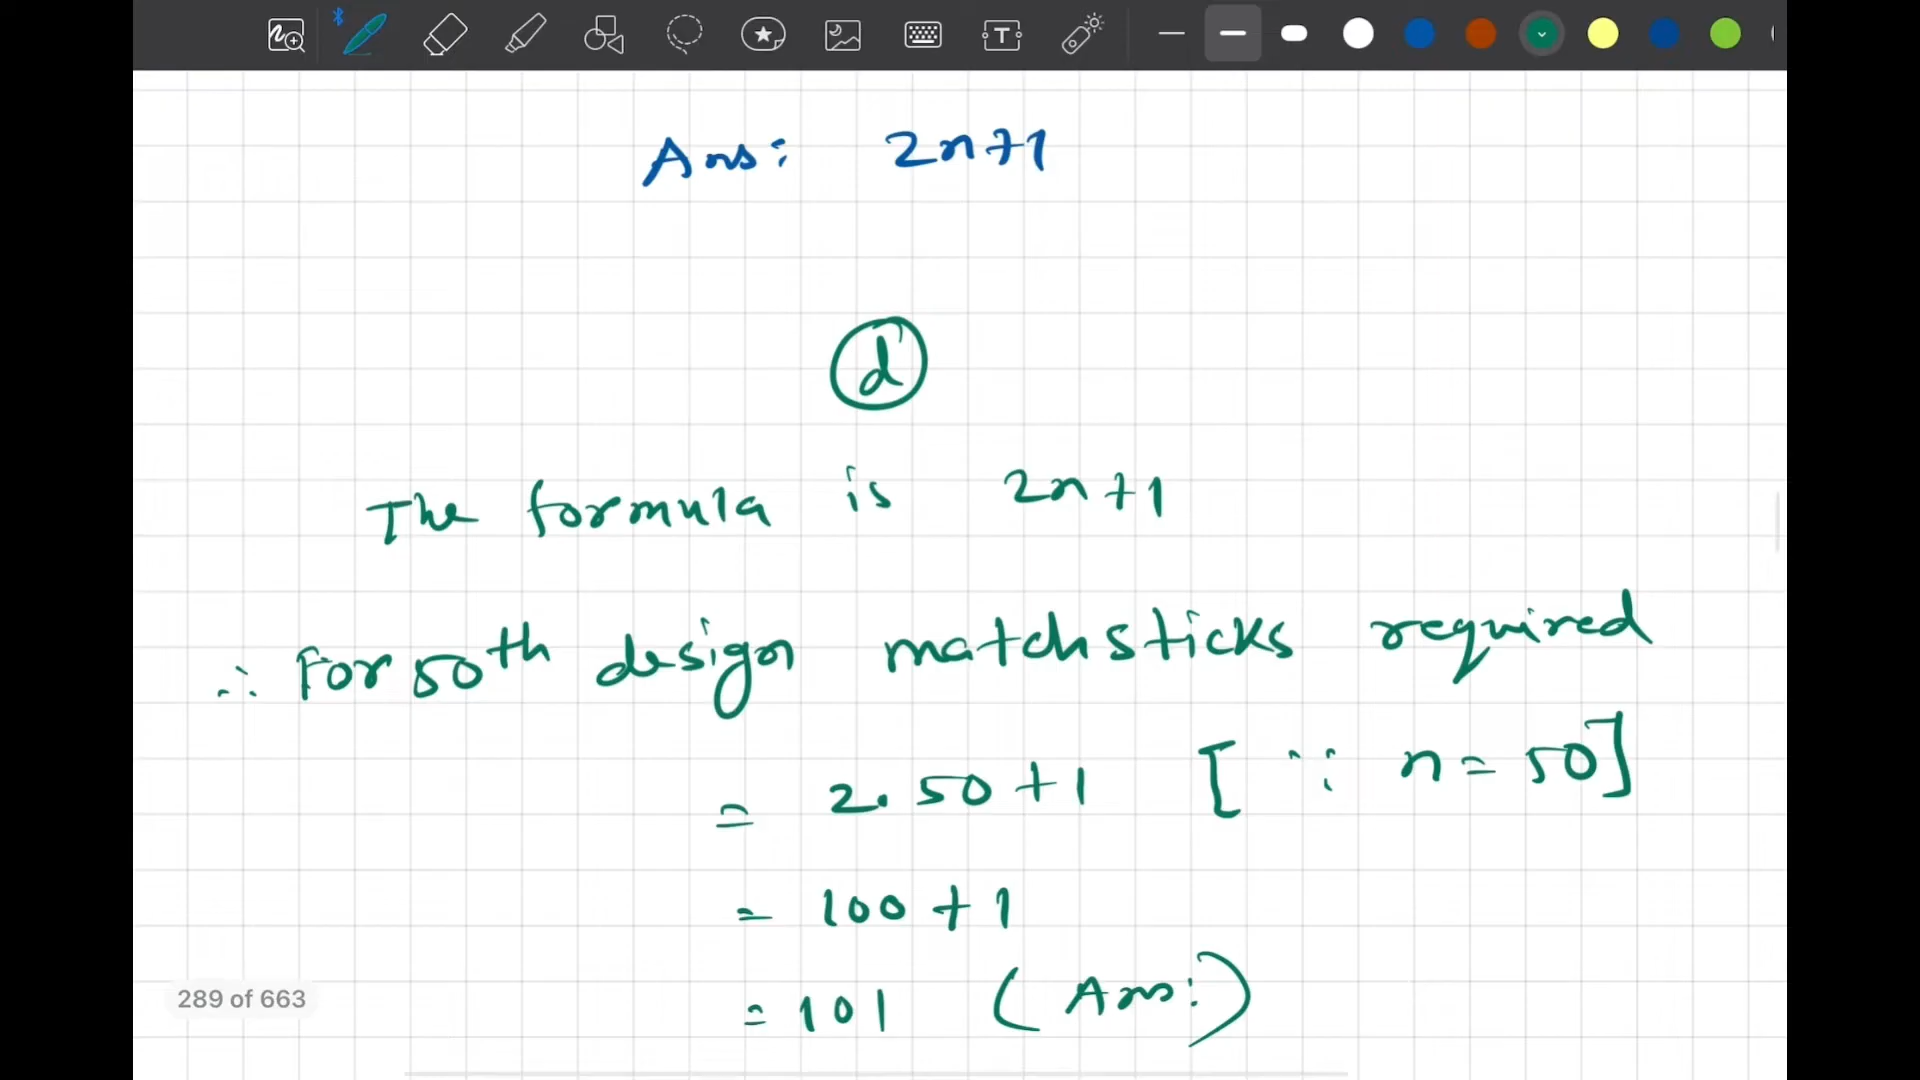 Ans: 2n+1
d
The formula is 2n+1
∴ For 50th design matchsticks required
= 2.50+1 [∵ n=50]
= 100+1
= 101 (Ans:)
289 of 663